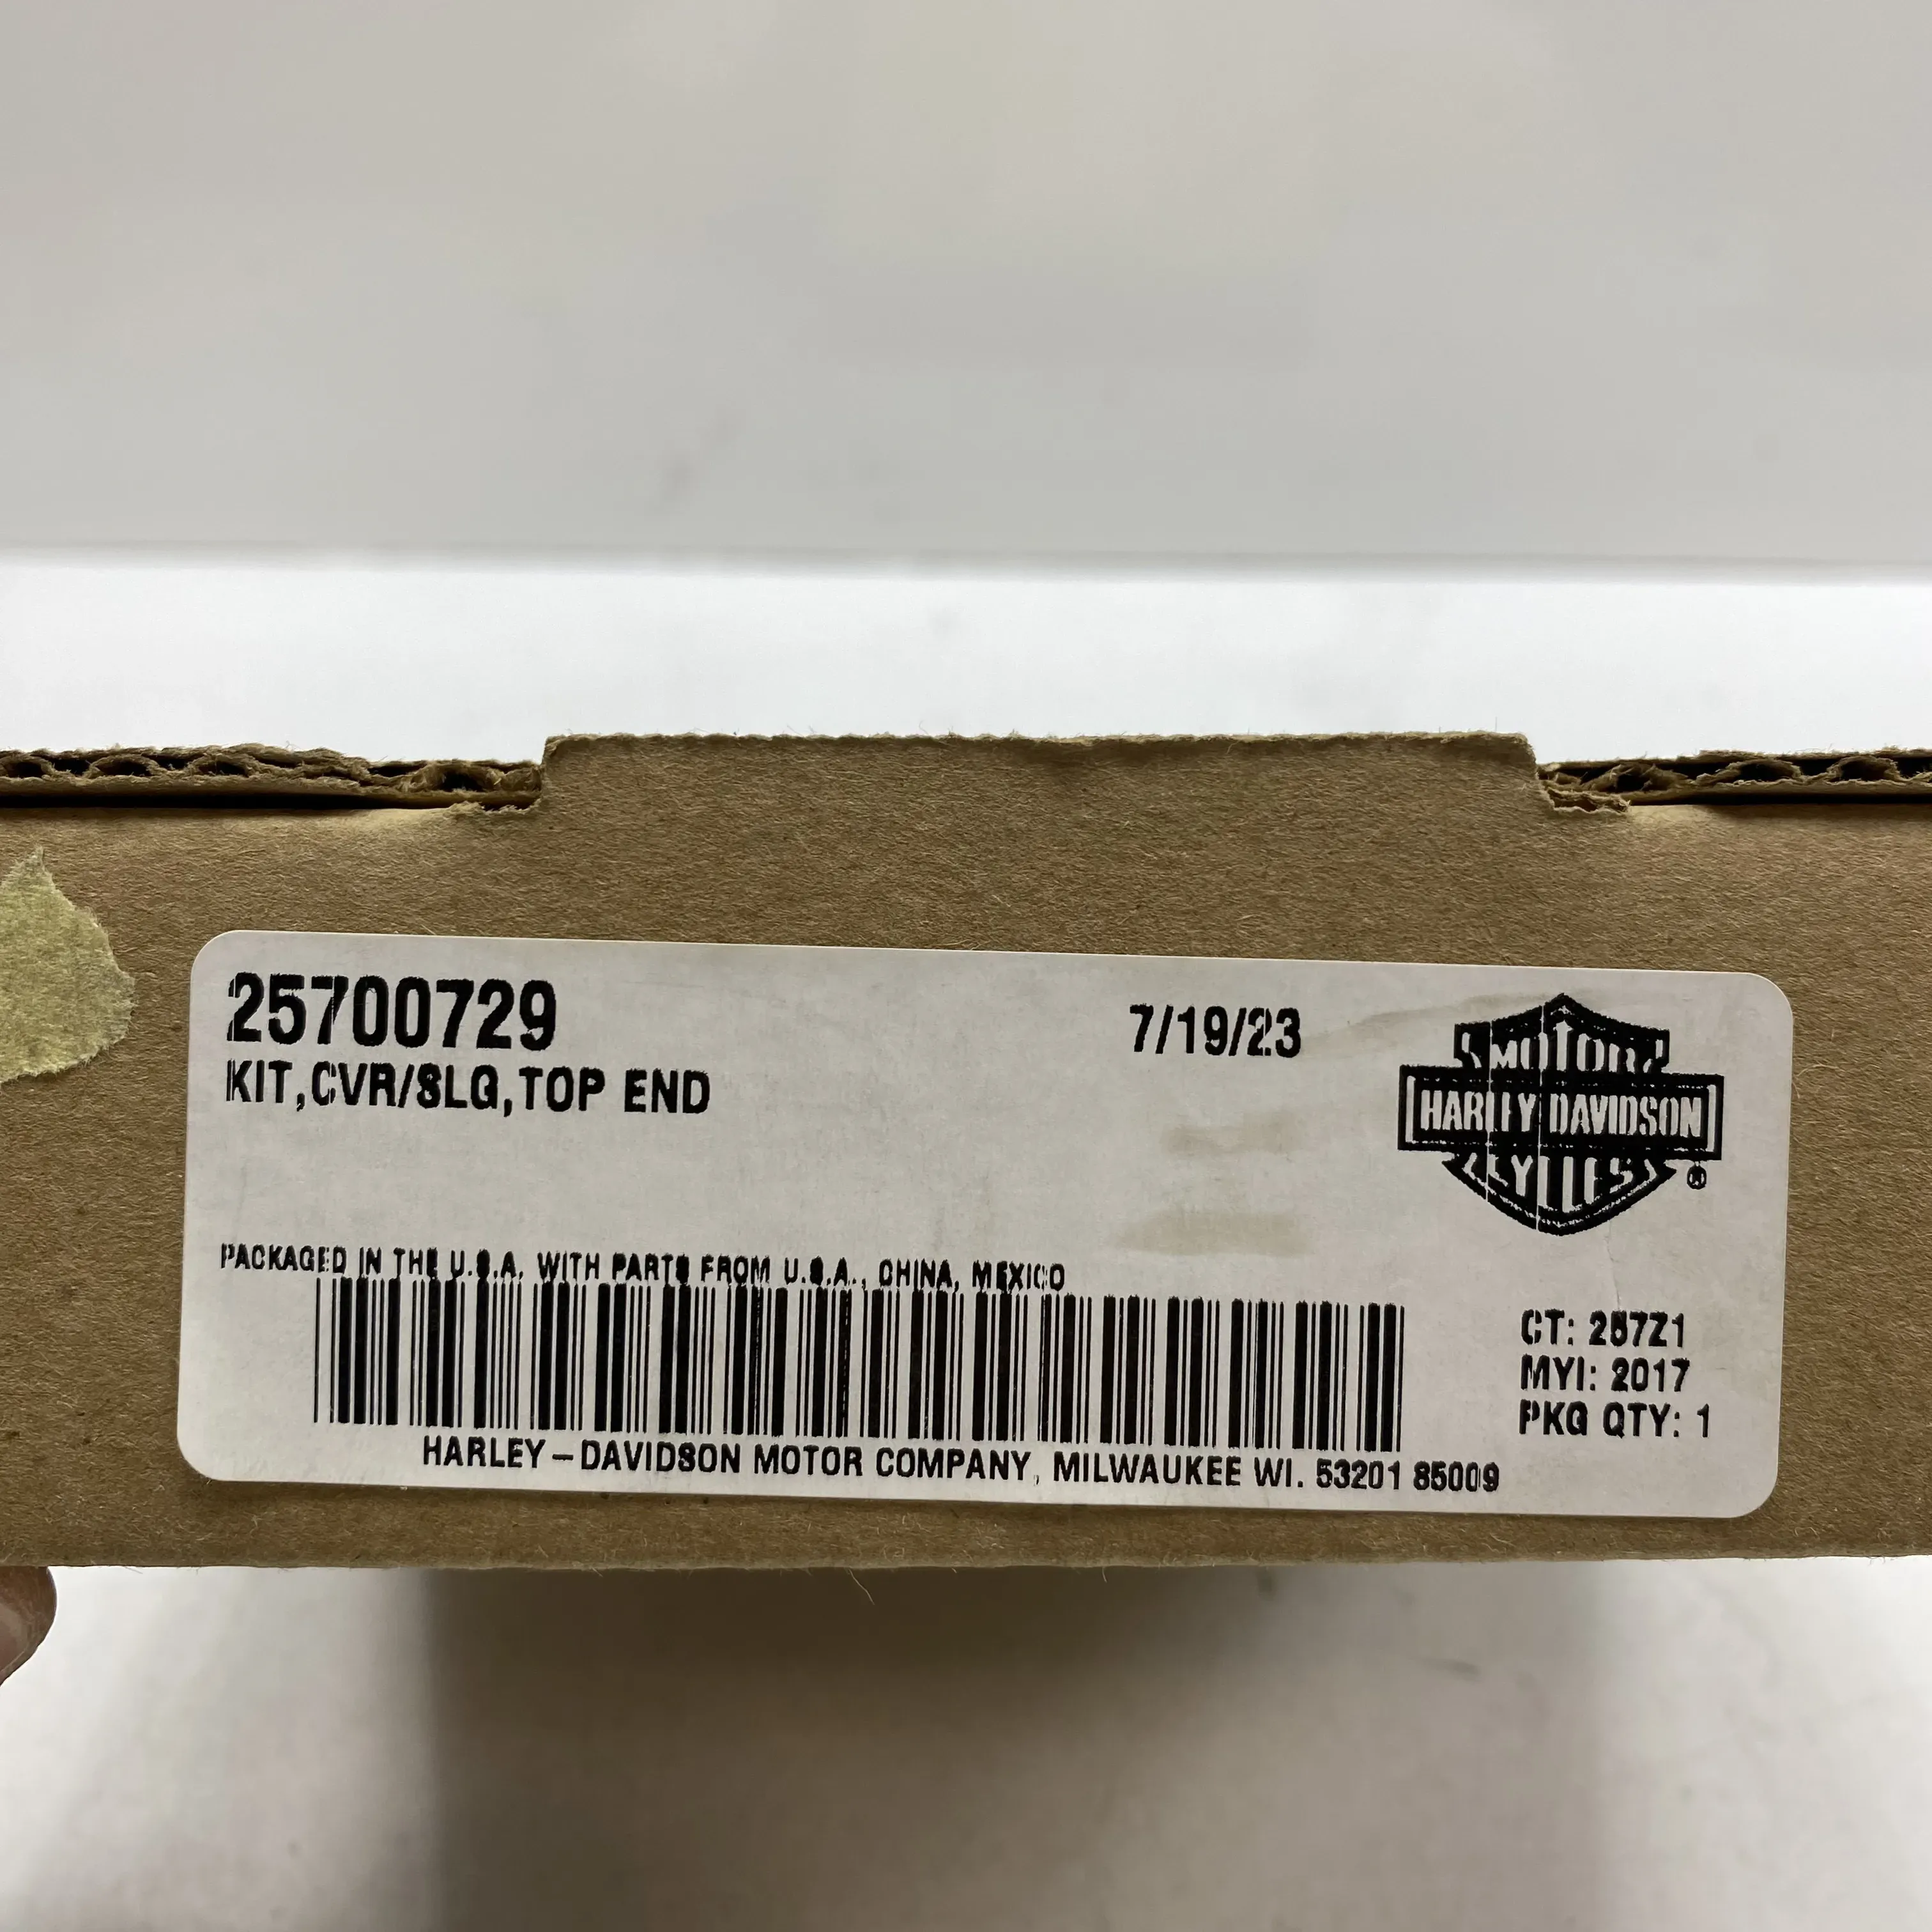 25700729
7/19/23
KIT,CVR/SLG,TOP END
MOTOR
HARLEY-DAVIDSON
CYCLES
®
PACKAGED IN THE U.S.A. WITH PARTS FROM U.S.A., CHINA, MEXICO
CT: 257Z1
MYI: 2017
PKG QTY: 1
HARLEY-DAVIDSON MOTOR COMPANY, MILWAUKEE WI. 53201 85009